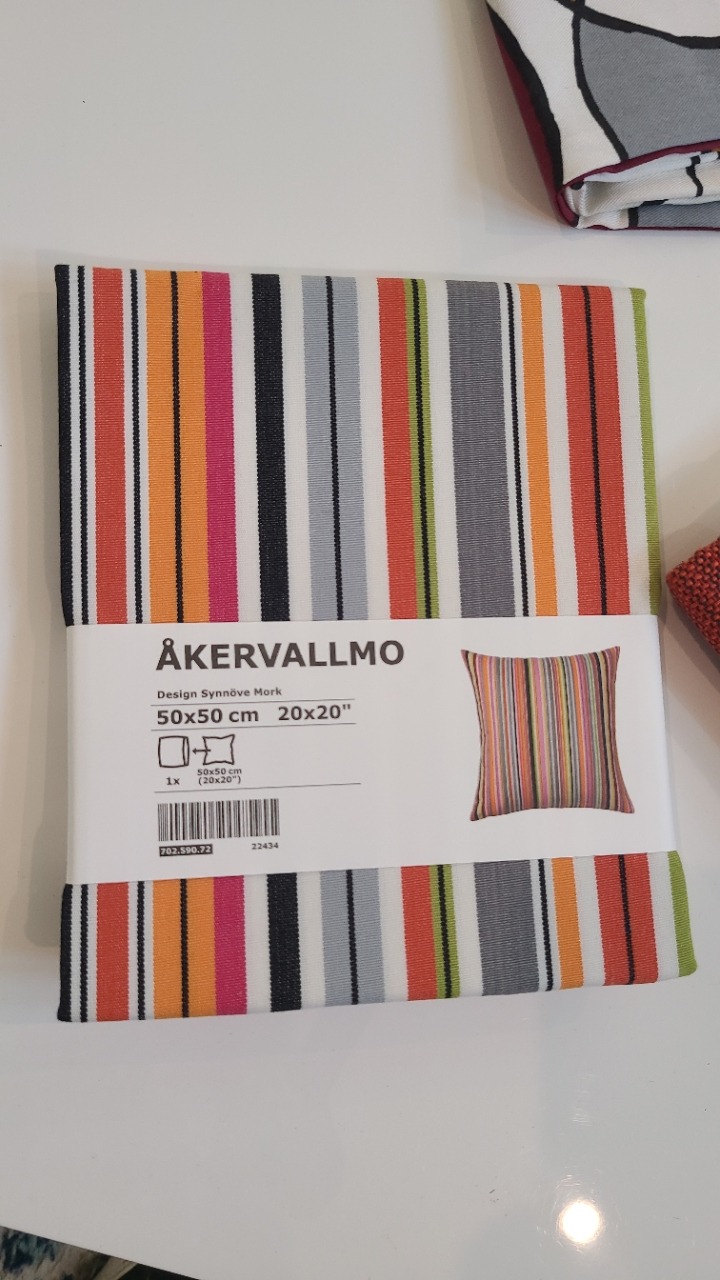 ÅKERVALLMO
Design Synnöve Mork
50x50 cm 20x20"
1x
50x50 cm
(20x20")
702.590.72 22434